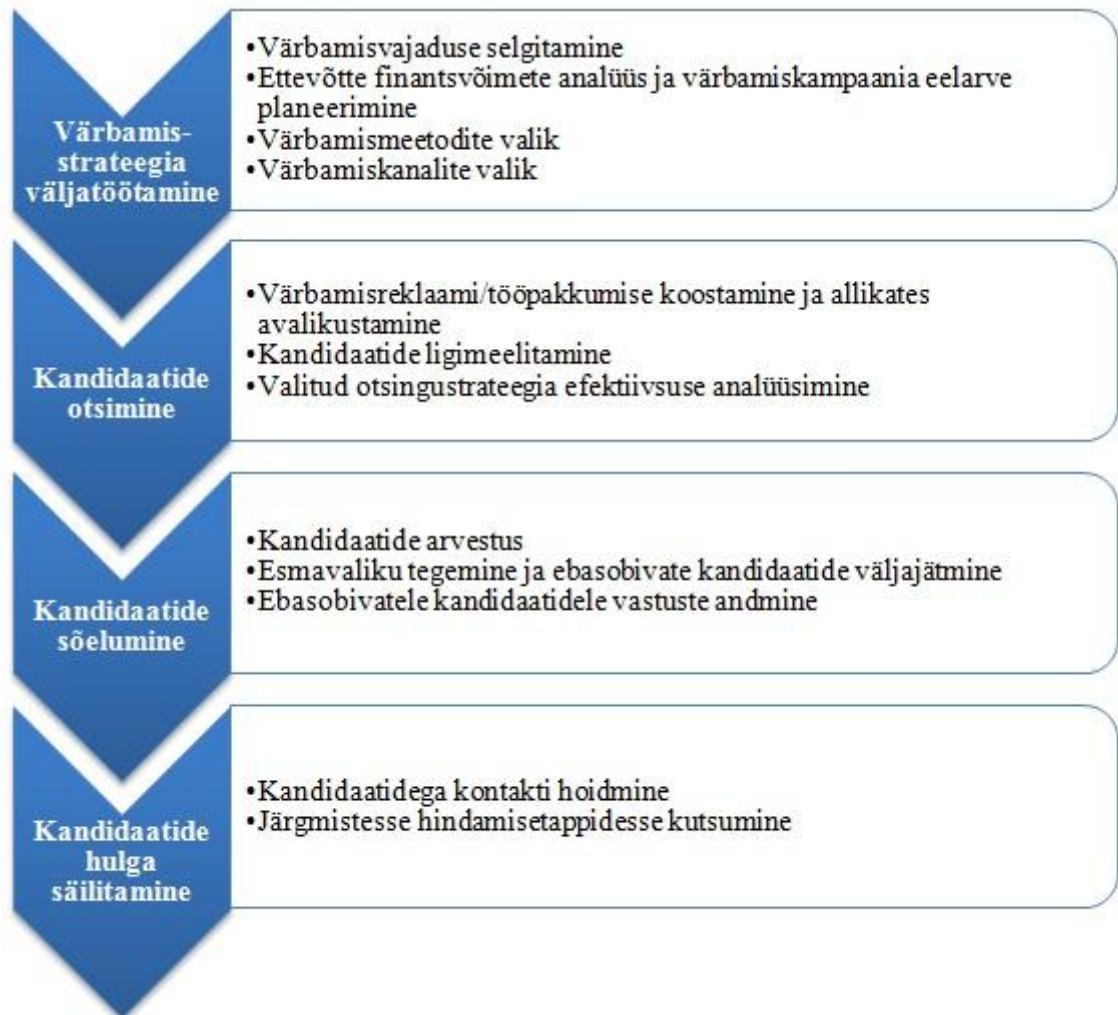 Värbamis-
strateegia
väljatöötamine
•Värbamisvajaduse selgitamine
•Ettevõtte finantsvõimete analüüs ja värbamiskampaania eelarve
planeerimine
•Värbamismeetodite valik
•Värbamiskanalite valik
Kandidaatide
otsimine
•Värbamisreklaami/tööpakkumise koostamine ja allikates
avalikustamine
•Kandidaatide ligimeelitamine
•Valitud otsingustrateegia efektiivsuse analüüsimine
Kandidaatide
sõelumine
•Kandidaatide arvestus
•Esmavaliku tegemine ja ebasobivate kandidaatide väljajätmine
•Ebasobivatele kandidaatidele vastuste andmine
Kandidaatide
hulga
säilitamine
•Kandidaatidega kontakti hoidmine
•Järgmistesse hindamisetappidesse kutsumine